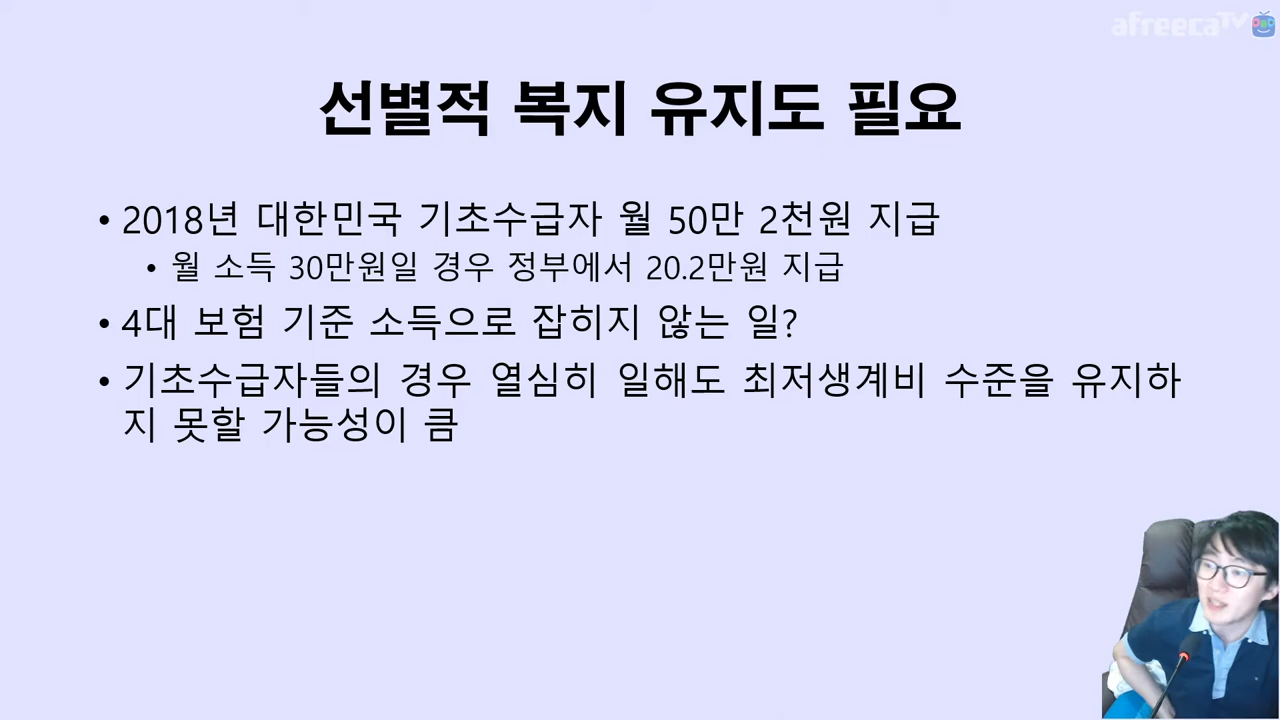 afreecaTV
선별적 복지 유지도 필요
• 2018년 대한민국 기초수급자 월 50만 2천원 지급
• 월 소득 30만원일 경우 정부에서 20.2만원 지급
• 4대 보험 기준 소득으로 잡히지 않는 일?
• 기초수급자들의 경우 열심히 일해도 최저생계비 수준을 유지하
지 못할 가능성이 큼